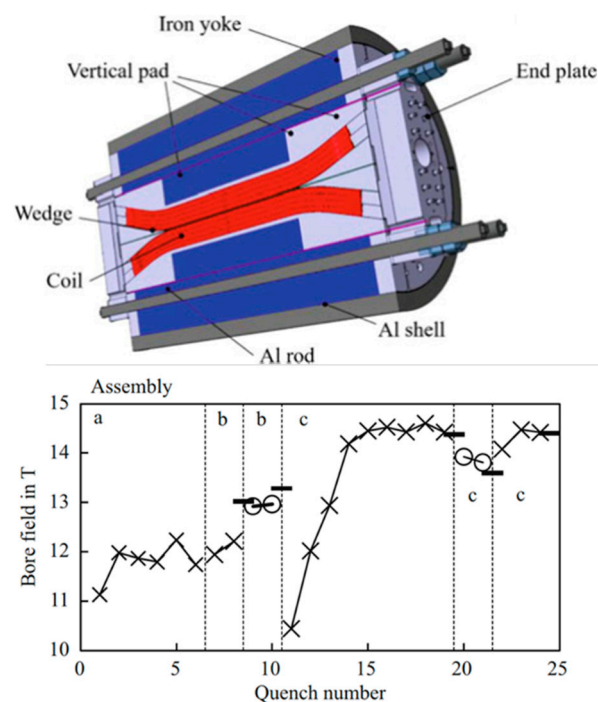 Iron yoke
Vertical pad
End plate
Wedge
Coil
Al shell
Al rod
Assembly
a
b
b
c
c
c
15
14
13
12
11
10
Bore field in T
0
5
10
15
20
25
Quench number